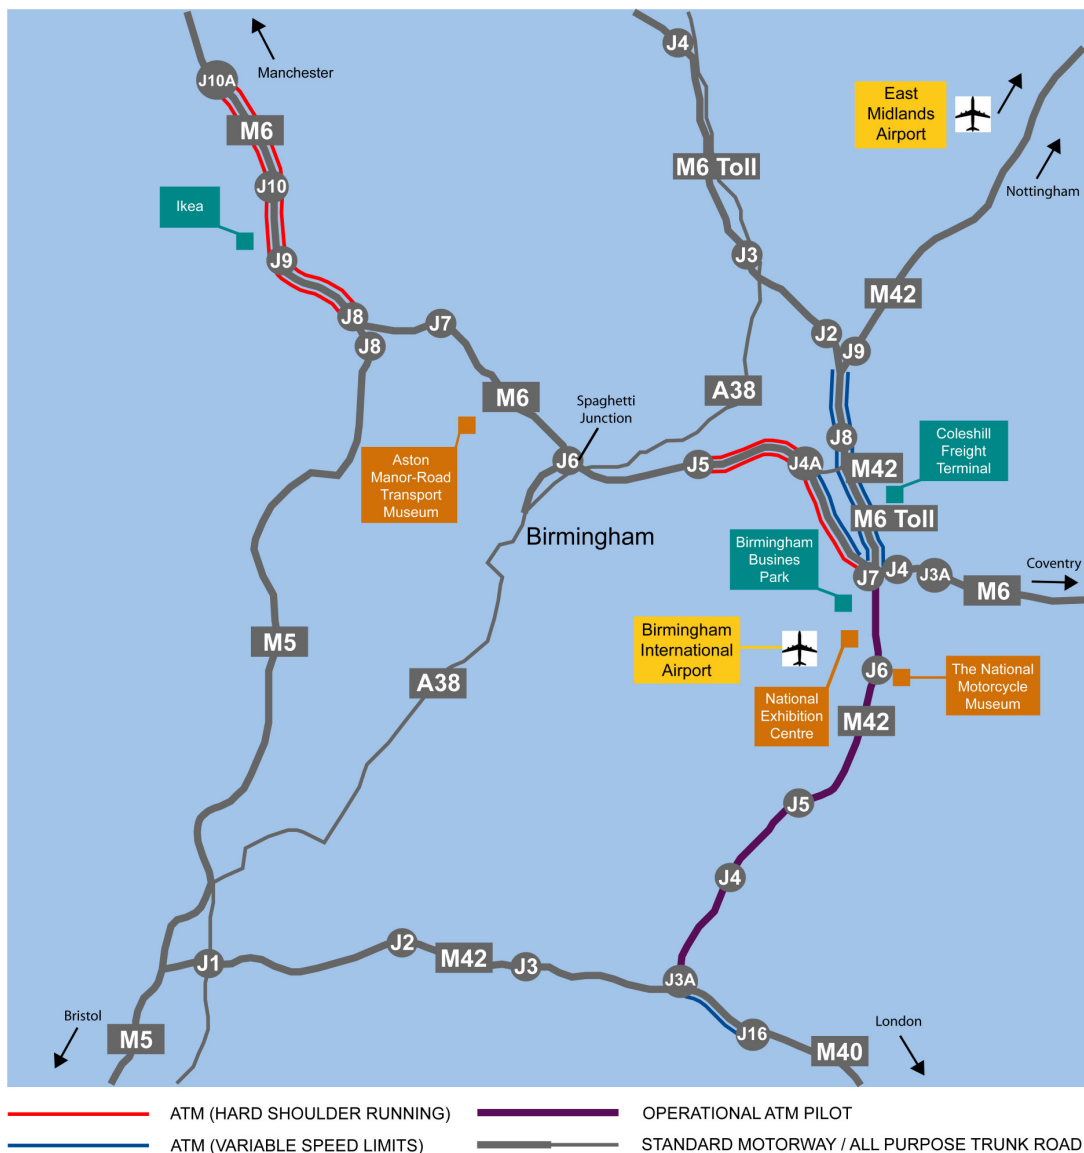 J4
J10A
Manchester
East
Midlands
Airport
M6
M6 Toll
Nottingham
J10
Ikea
J9
J3
M42
J8
J7
J2
J8
J9
M6
A38
Spaghetti
Junction
Aston
Manor-Road
Transport
Museum
J6
J5
J4A
J8
M42
Coleshill
Freight
Terminal
M6 Toll
Birmingham
Birmingham
Busines
Park
J7
J4
J3A
Coventry
M6
M5
Birmingham
International
Airport
A38
National
Exhibition
Centre
J6
The National
Motorcycle
Museum
M42
J5
J4
J1
J2
M42
J3
J3A
Bristol
M5
J16
London
M40
ATM (HARD SHOULDER RUNNING)
OPERATIONAL ATM PILOT
ATM (VARIABLE SPEED LIMITS)
STANDARD MOTORWAY / ALL PURPOSE TRUNK ROAD